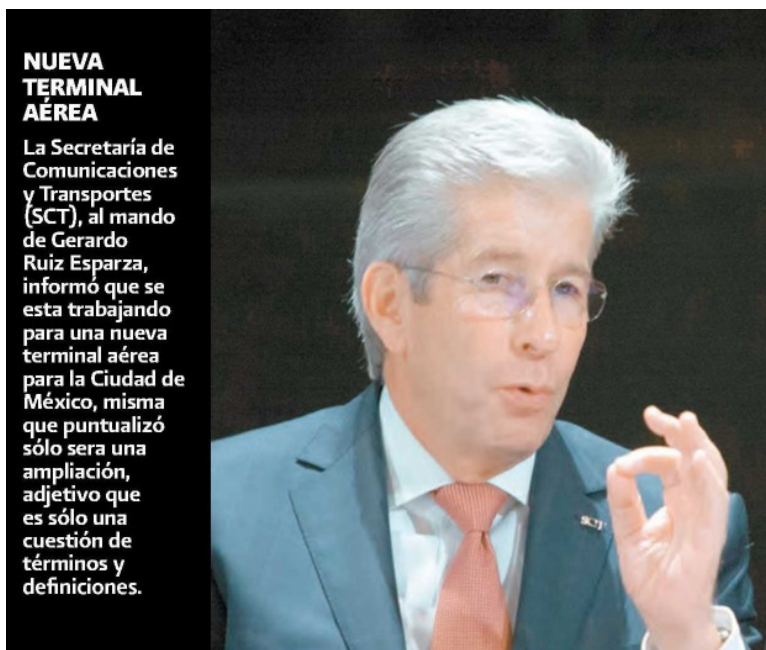 NUEVA
TERMINAL
AÉREA
La Secretaría de
Comunicaciones
y Transportes
(SCT), al mando
de Gerardo
Ruiz Esparza,
informó que se
esta trabajando
para una nueva
terminal aérea
para la Ciudad de
México, misma
que puntualizó
sólo sera una
ampliación,
adjetivo que
es sólo una
cuestión de
términos y
definiciones.
SCT